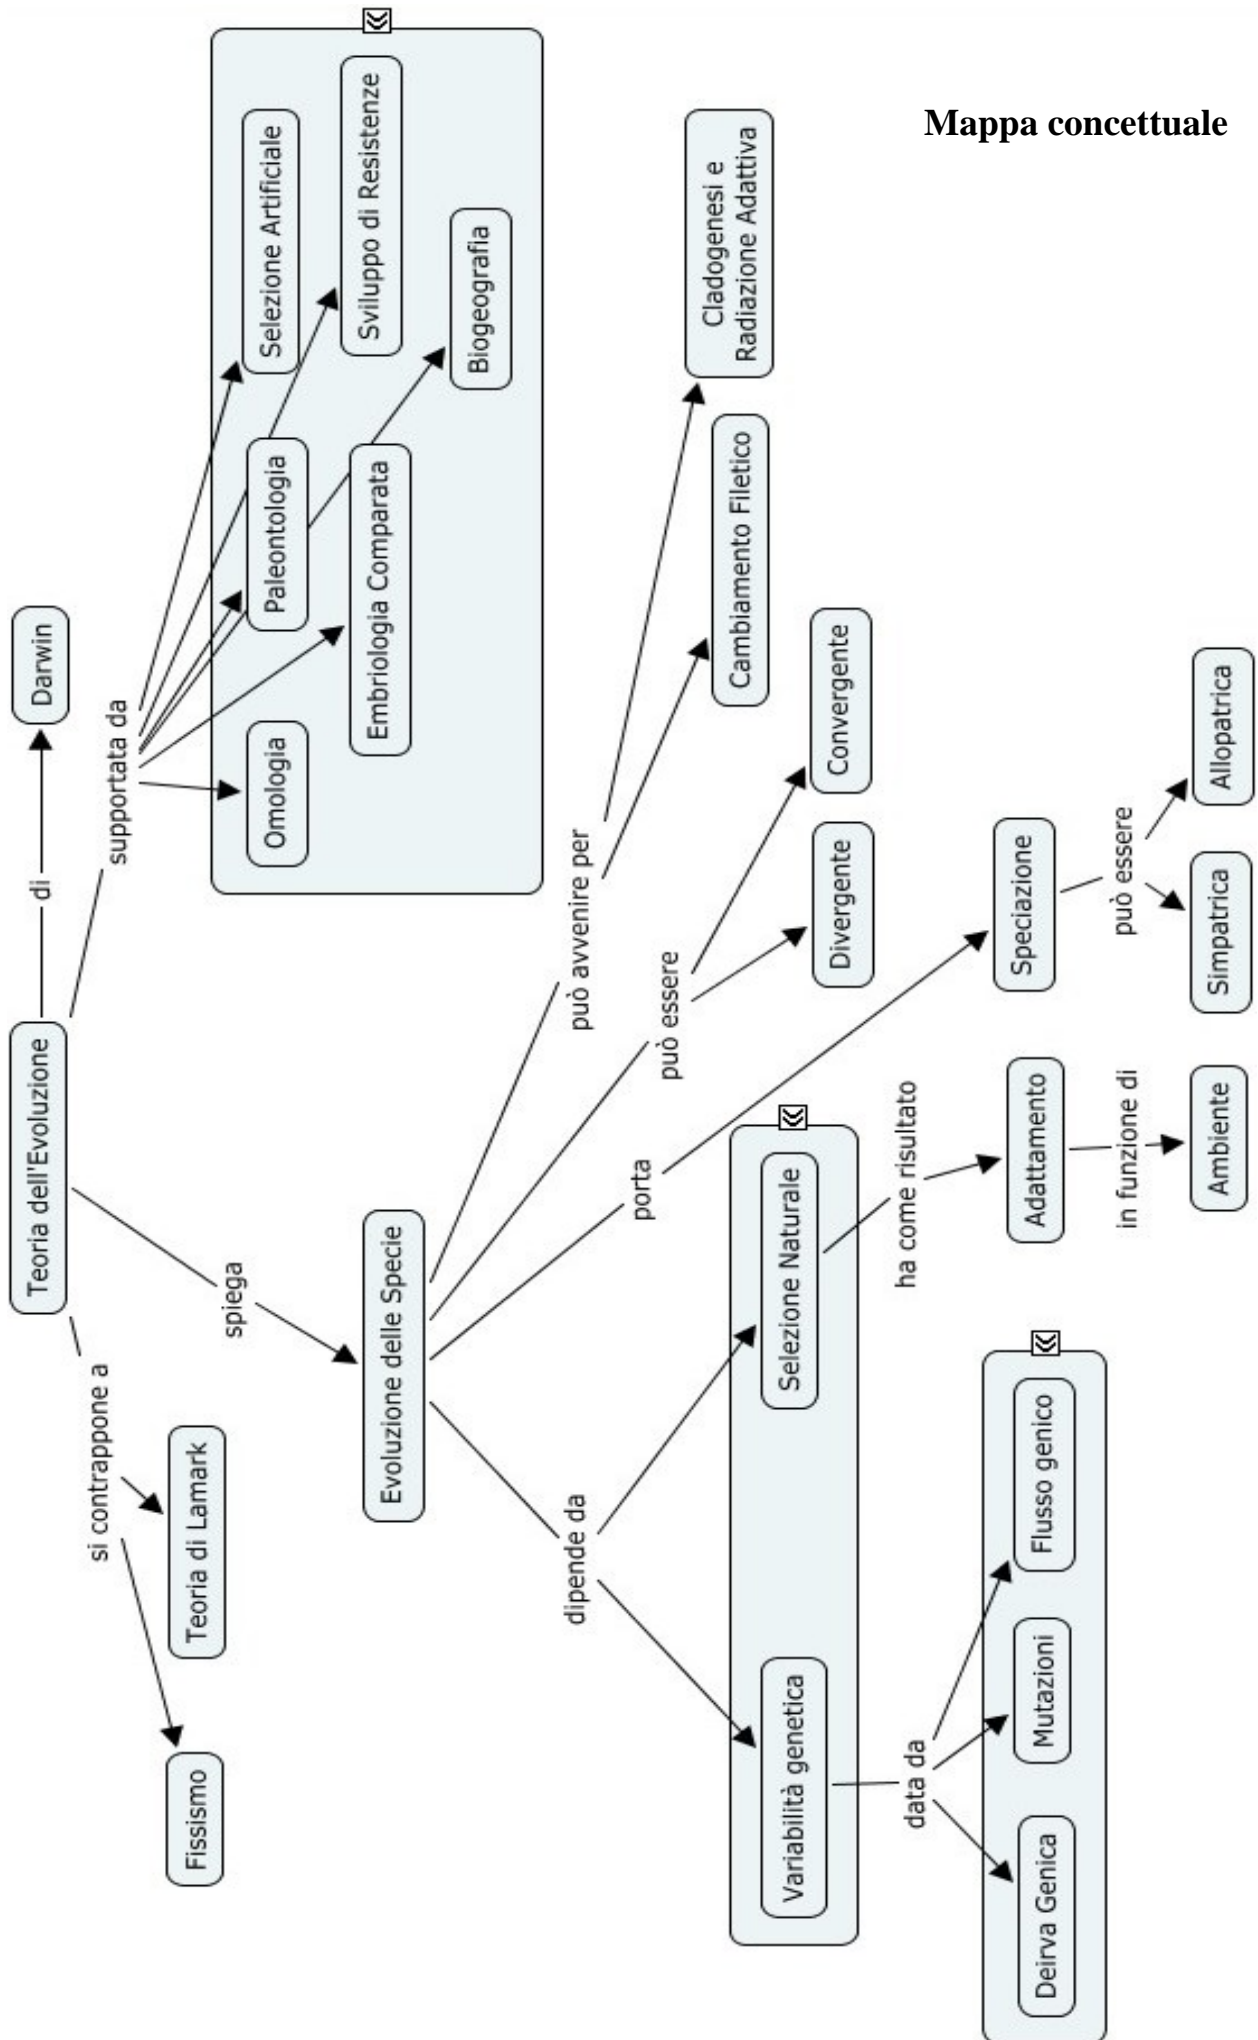 Mappa concettuale
Teoria dell'Evoluzione
di
Darwin
si contrappone a
Fissismo
Teoria di Lamark
supportata da
Omologia
Paleontologia
Selezione Artificiale
Embriologia Comparata
Sviluppo di Resistenze
Biogeografia
spiega
Evoluzione delle Specie
dipende da
porta
può essere
può avvenire per
Cambiamento Filetico
Cladogenesi e
Radiazione Adattiva
Divergente
Convergente
Variabilità genetica
Selezione Naturale
data da
ha come risultato
Deirva Genica
Mutazioni
Flusso genico
Adattamento
in funzione di
Ambiente
Speciazione
può essere
Simpatrica
Allopatrica